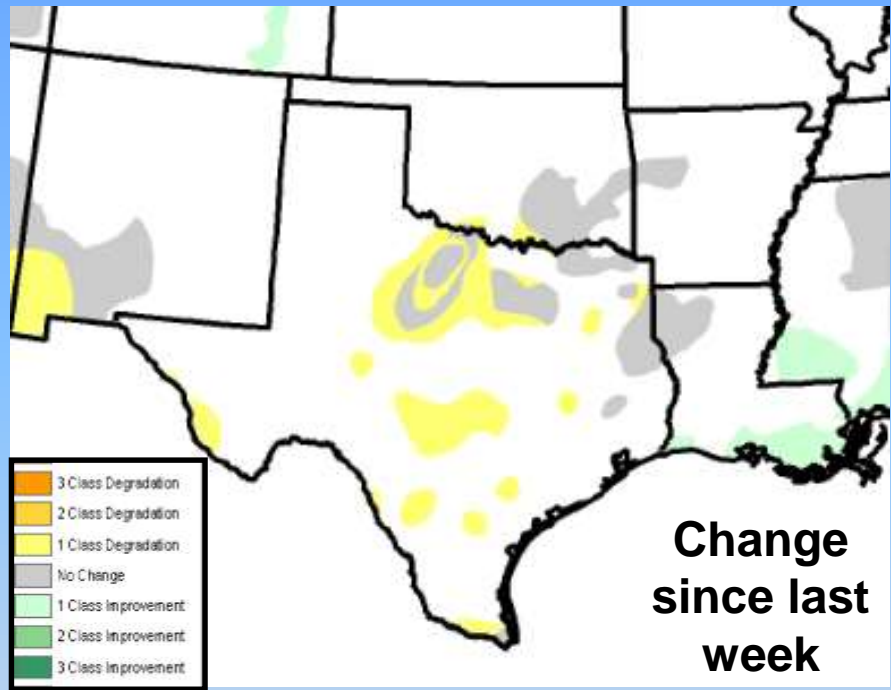 3 Class Degradation
2 Class Degradation
1 Class Degradation
No Change
1 Class Improvement
2 Class Improvement
3 Class Improvement
Change
since last
week